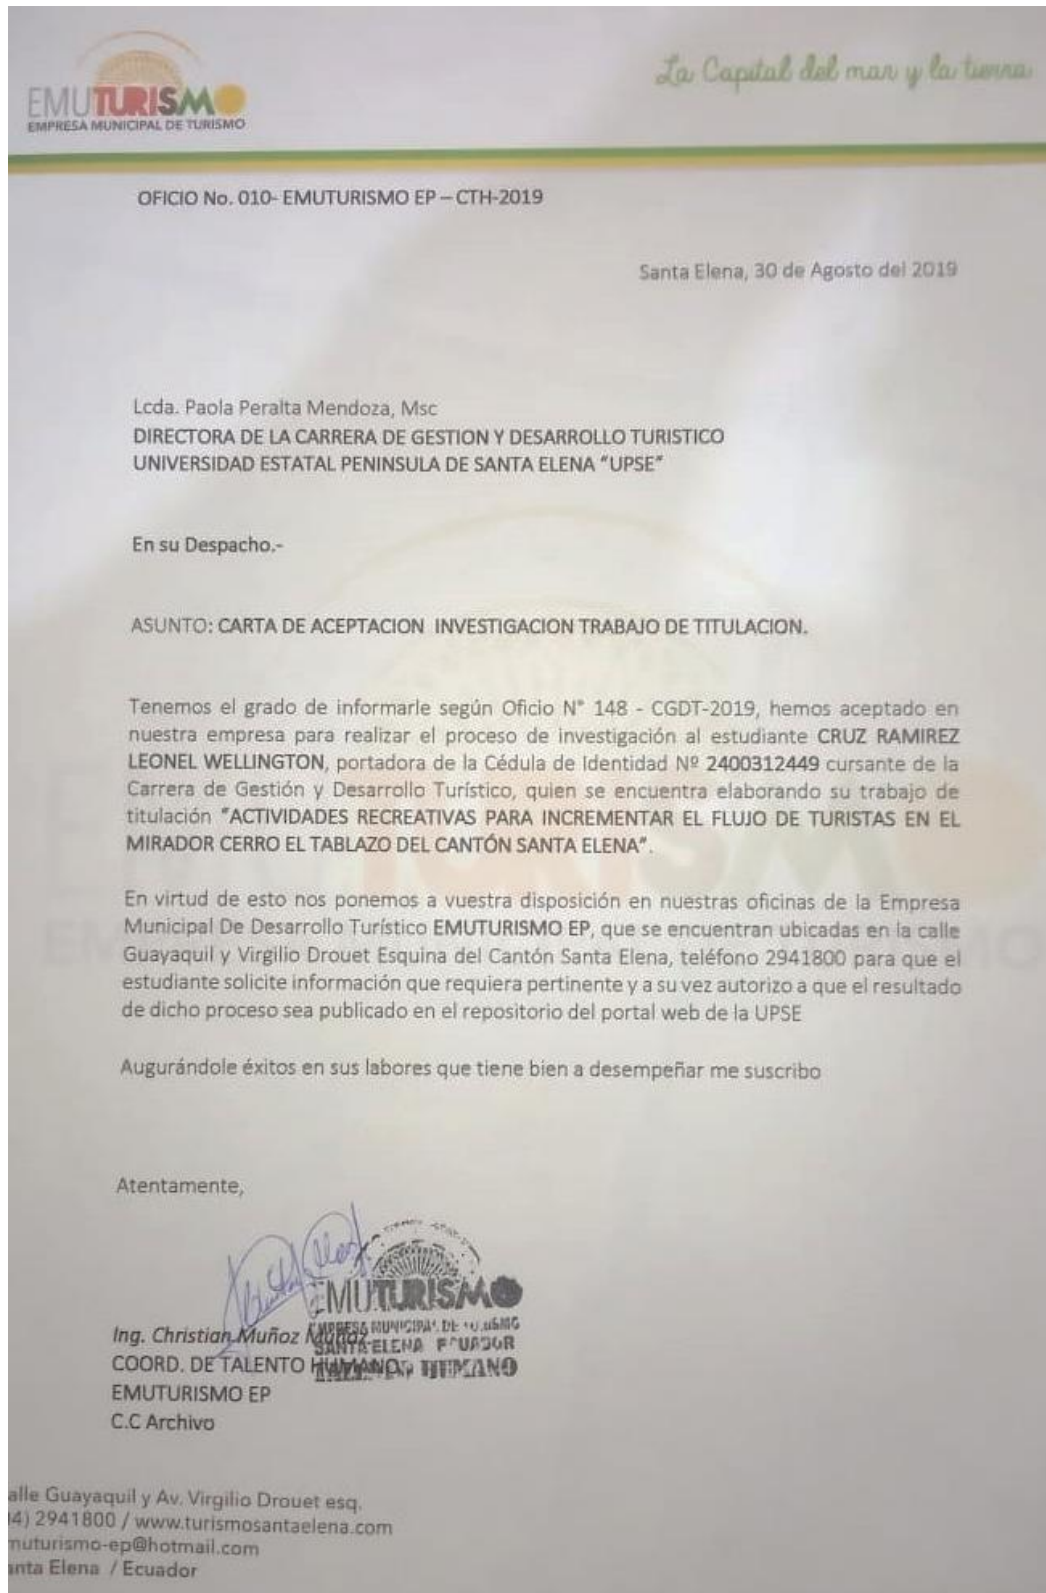 La Capital del mar y la tierra
EMUTURISMO
EMPRESA MUNICIPAL DE TURISMO
OFICIO No. 010- EMUTURISMO EP – CTH-2019
Santa Elena, 30 de Agosto del 2019
Lcda. Paola Peralta Mendoza, Msc
DIRECTORA DE LA CARRERA DE GESTION Y DESARROLLO TURISTICO
UNIVERSIDAD ESTATAL PENINSULA DE SANTA ELENA "UPSE"
En su Despacho.-
ASUNTO: CARTA DE ACEPTACION INVESTIGACION TRABAJO DE TITULACION.
Tenemos el grado de informarle según Oficio N° 148 - CGDT-2019, hemos aceptado en
nuestra empresa para realizar el proceso de investigación al estudiante CRUZ RAMIREZ
LEONEL WELLINGTON, portadora de la Cédula de Identidad Nº 2400312449 cursante de la
Carrera de Gestión y Desarrollo Turístico, quien se encuentra elaborando su trabajo de
titulación "ACTIVIDADES RECREATIVAS PARA INCREMENTAR EL FLUJO DE TURISTAS EN EL
MIRADOR CERRO EL TABLAZO DEL CANTÓN SANTA ELENA".
En virtud de esto nos ponemos a vuestra disposición en nuestras oficinas de la Empresa
Municipal De Desarrollo Turístico EMUTURISMO EP, que se encuentran ubicadas en la calle
Guayaquil y Virgilio Drouet Esquina del Cantón Santa Elena, teléfono 2941800 para que el
estudiante solicite información que requiera pertinente y a su vez autorizo a que el resultado
de dicho proceso sea publicado en el repositorio del portal web de la UPSE
Augurándole éxitos en sus labores que tiene bien a desempeñar me suscribo
Atentamente,
EMUTURISMO
EMPRESA MUNICIPAL DE TURISMO
SANTA ELENA ECUADOR
TALENTO HUMANO
Ing. Christian Muñoz Muñoz
COORD. DE TALENTO HUMANO
EMUTURISMO EP
C.C Archivo
alle Guayaquil y Av. Virgilio Drouet esq.
4) 2941800 / www.turismosantaelena.com
muturismo-ep@hotmail.com
anta Elena / Ecuador